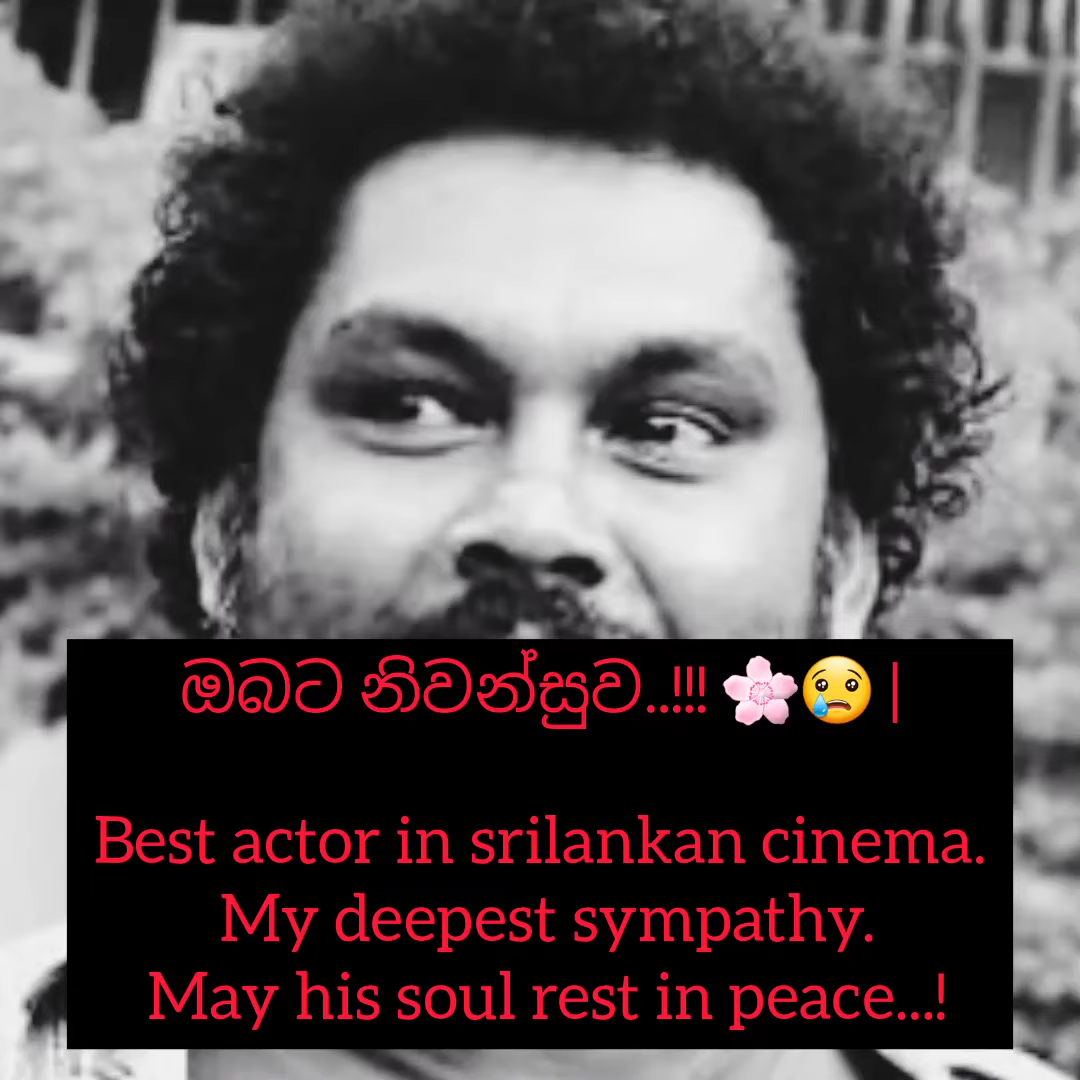 ඔබට නිවන්සුව..!!! 🌸😢 |
Best actor in srilankan cinema.
My deepest sympathy.
May his soul rest in peace...!